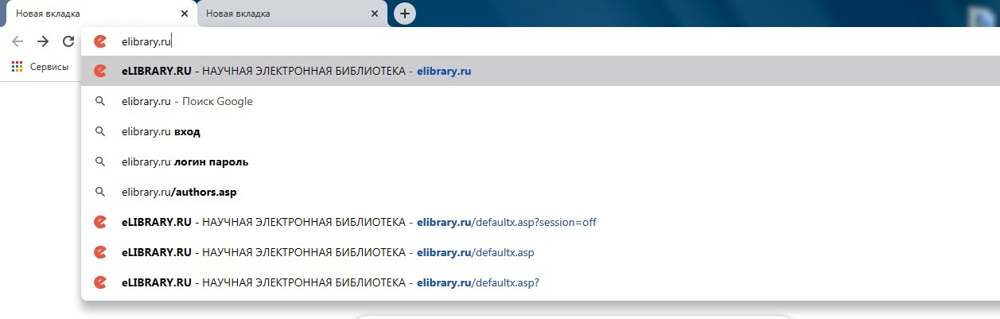 Новая вкладка
Новая вкладка
elibrary.ru
Сервисы
eLIBRARY.RU - НАУЧНАЯ ЭЛЕКТРОННАЯ БИБЛИОТЕКА - elibrary.ru
elibrary.ru - Поиск Google
elibrary.ru вход
elibrary.ru логин пароль
elibrary.ru/authors.asp
eLIBRARY.RU - НАУЧНАЯ ЭЛЕКТРОННАЯ БИБЛИОТЕКА - elibrary.ru/defaultx.asp?session=off
eLIBRARY.RU - НАУЧНАЯ ЭЛЕКТРОННАЯ БИБЛИОТЕКА - elibrary.ru/defaultx.asp
eLIBRARY.RU - НАУЧНАЯ ЭЛЕКТРОННАЯ БИБЛИОТЕКА - elibrary.ru/defaultx.asp?